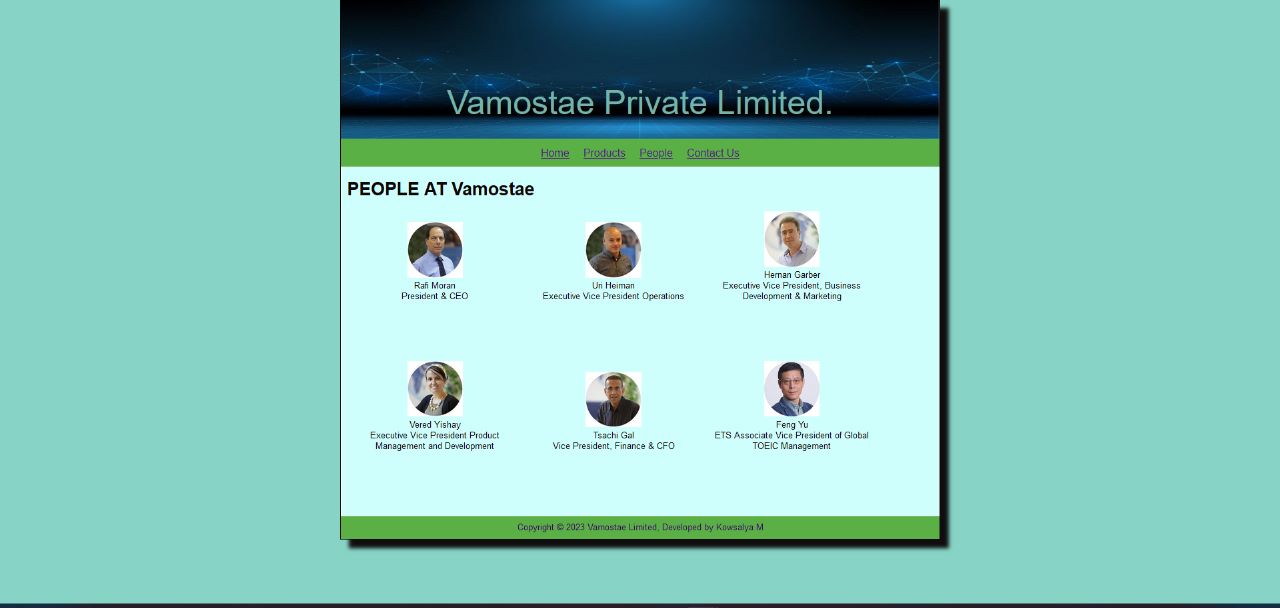 Vamostae Private Limited.
Home Products People Contact Us
PEOPLE AT Vamostae
Rafi Moran
President & CEO
Uri Heiman
Executive Vice President Operations
Hernan Garber
Executive Vice President, Business
Development & Marketing
Vered Yishay
Executive Vice President Product
Management and Development
Tsachi Gal
Vice President, Finance & CFO
Feng Yu
ETS Associate Vice President of Global
TOEIC Management
Copyright © 2023 Vamostae Limited, Developed by Kowsalya M